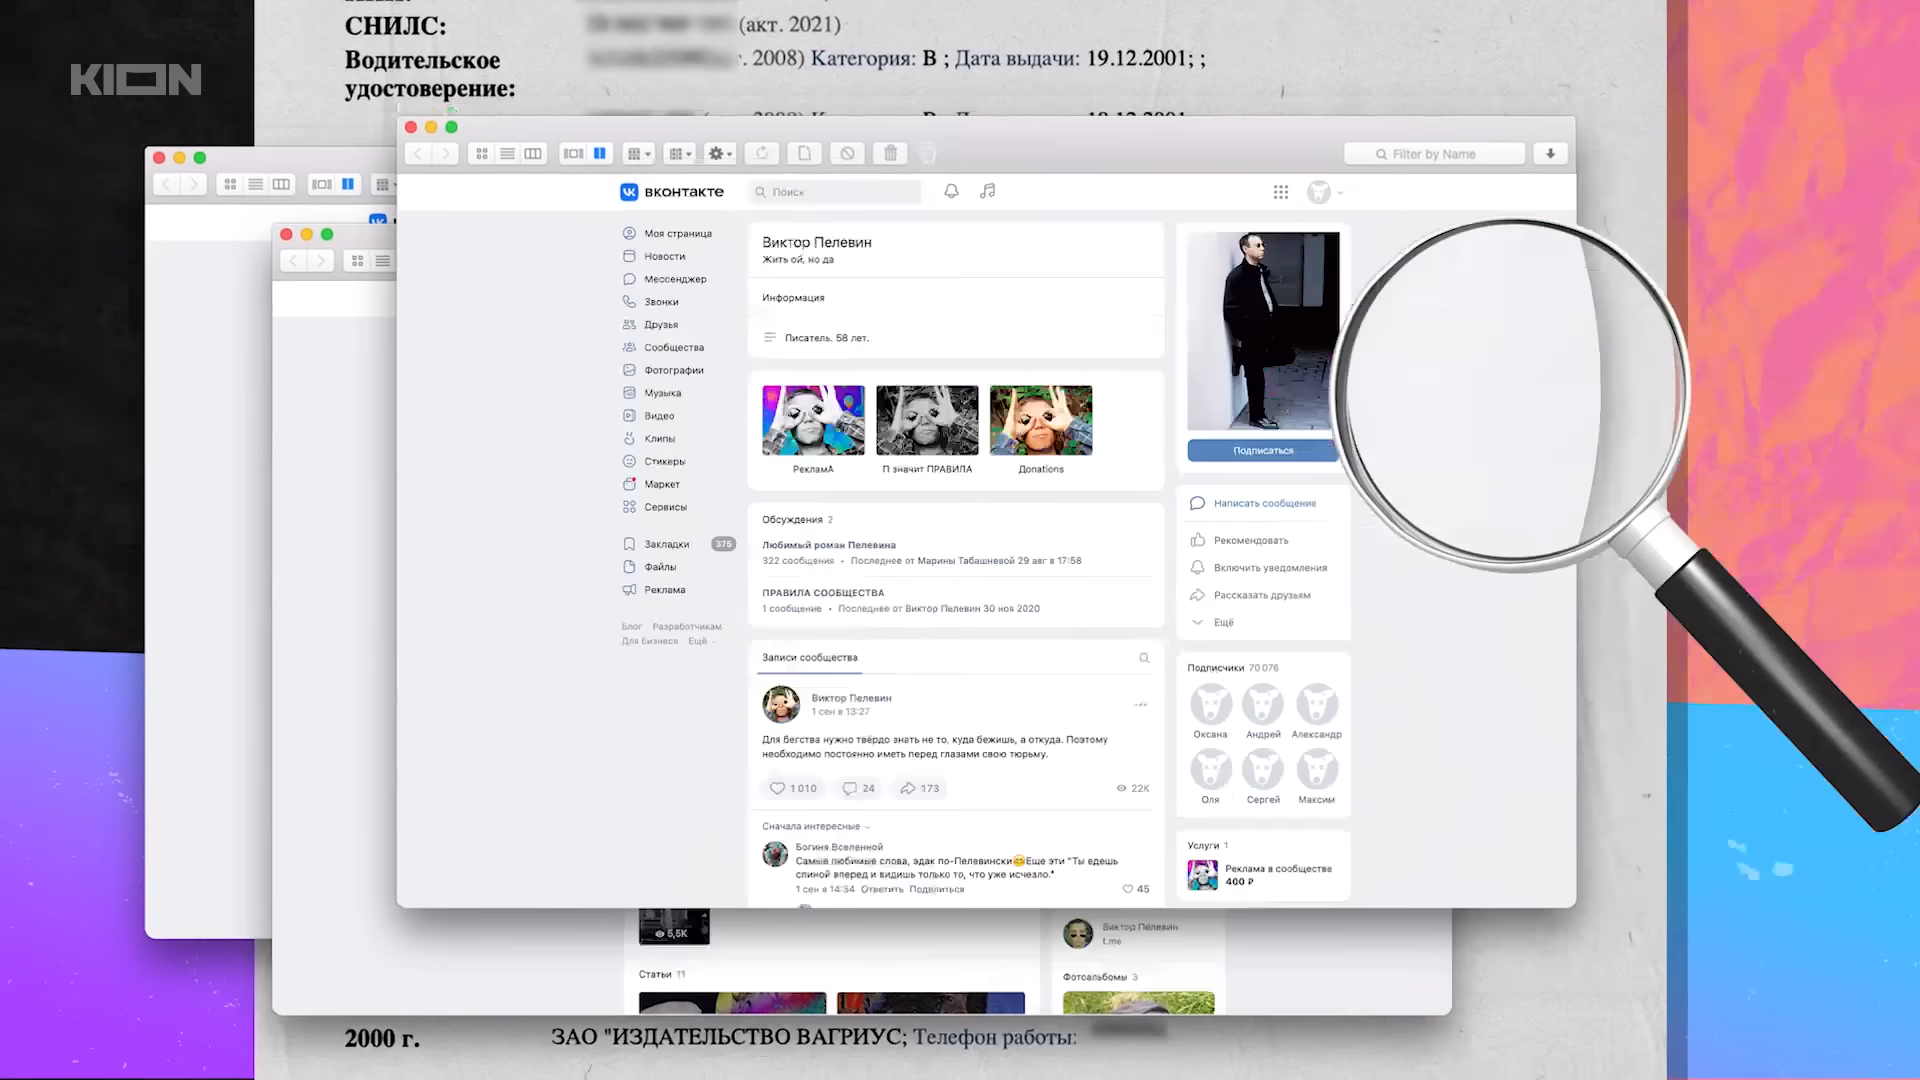 СНИЛС:
(акт. 2021)
Водительское
. 2008) Категория: В ; Дата выдачи: 19.12.2001; ;
удостоверение:
KION
Filter by Name
вконтакте
Поиск
Моя страница
Новости
Мессенджер
Звонки
Друзья
Сообщества
Фотографии
Музыка
Видео
Клипы
Стикеры
Маркет
Сервисы
Закладки
375
Файлы
Реклама
Блог Разработчикам
Для бизнеса Ещё
Виктор Пелевин
Жить ой, но да
Информация
Писатель. 58 лет.
РекламА
П значит ПРАВИЛА
Donations
Обсуждения 2
Любимый роман Пелевина
322 сообщения • Последнее от Марины Табашневой 29 авг в 17:58
ПРАВИЛА СООБЩЕСТВА
1 сообщение • Последнее от Виктор Пелевин 30 ноя 2020
Записи сообщества
Виктор Пелевин
1 сен в 13:27
Для бегства нужно твёрдо знать не то, куда бежишь, а откуда. Поэтому
необходимо постоянно иметь перед глазами свою тюрьму.
1 010
24
173
22K
Сначала интересные
Богиня Вселенной
Самые любимые слова, эдак по-Пелевински😊Еще эти "Ты едешь
спиной вперед и видишь только то, что уже исчезло."
1 сен в 14:34 Ответить Поделиться
45
Подписаться
Написать сообщение
Рекомендовать
Включить уведомления
Рассказать друзьям
Ещё
Подписчики 70 076
Оксана
Андрей
Александр
Оля
Сергей
Максим
Услуги 1
Реклама в сообществе
400 ₽
5,5K
Статьи 11
Виктор Пелевин
t.me
Фотоальбомы 3
2000 г.
ЗАО "ИЗДАТЕЛЬСТВО ВАГРИУС; Телефон работы: